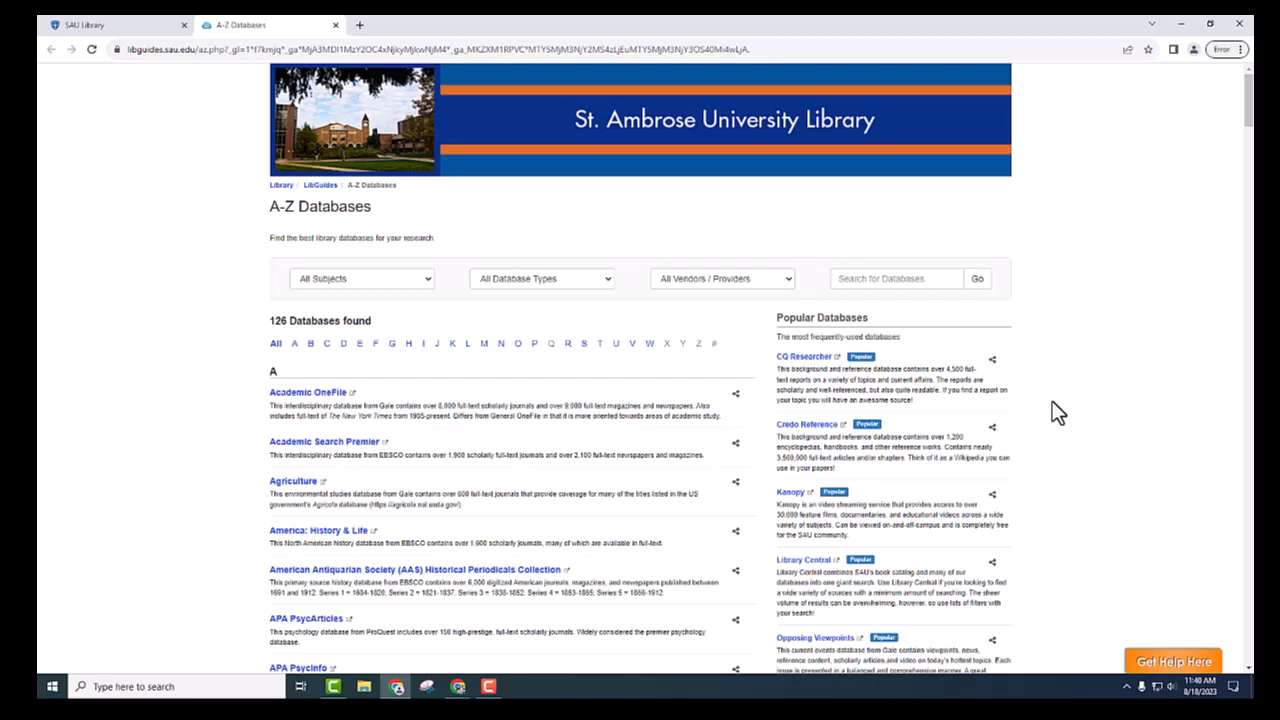 SAU Library
A-Z Databases
Error
St. Ambrose University Library
Library / LibGuides / A-Z Databases
A-Z Databases
Find the best library databases for your research.
All Subjects
All Database Types
All Vendors / Providers
Search for Databases
Go
126 Databases found
All A B C D E F G H I J K L M N O P Q R S T U V W X Y Z #
A
Academic OneFile
This interdisciplinary database from Gale contains over 8,000 full-text scholarly journals and over 9,000 full-text magazines and newspapers. Also
includes full-text of The New York Times from 1985-present. Differs from General OneFile in that it is more oriented towards areas of academic study.
Academic Search Premier
This interdisciplinary database from EBSCO contains over 1,900 scholarly full-text journals and over 2,100 full-text newspapers and magazines.
Agriculture
This environmental studies database from Gale contains over 600 full-text journals that provide coverage for many of the titles listed in the US
government's Agricola database (https://agricola.nal.usda.gov/).
America: History & Life
This North American history database from EBSCO contains over 1,600 scholarly journals, many of which are available in full-text.
American Antiquarian Society (AAS) Historical Periodicals Collection
This primary source history database from EBSCO contains over 6,000 digitized American journals, magazines, and newspapers published between
1691 and 1912. Series 1 = 1684-1820, Series 2 = 1821-1837. Series 3 = 1838-1852. Series 4 = 1853-1865. Series 5 = 1866-1912.
APA PsycArticles
This psychology database from ProQuest includes over 150 high-prestige, full-text scholarly journals. Widely considered the premier psychology
database.
APA PsycInfo
Popular Databases
The most frequently-used databases
CQ Researcher Popular
This background and reference database contains over 4,500 full-
text reports on a variety of topics and current affairs. The reports are
scholarly and well-referenced, but also quite readable. If you find a report on
your topic you will have an awesome source!
Credo Reference Popular
This background and reference database contains over 1,200
encyclopedias, handbooks, and other reference works. Contains nearly
3,500,000 full-text articles and/or chapters. Think of it as a Wikipedia you can
use in your papers!
Kanopy Popular
Kanopy is an video streaming service that provides access to over
30,000 feature films, documentaries, and educational videos across a wide
variety of subjects. Can be viewed on-and-off-campus and is completely free
for the SAU community.
Library Central Popular
Library Central combines SAU's book catalog and many of our
databases into one giant search. Use Library Central if you're looking to find
a wide variety of sources with a minimum amount of searching. The sheer
volume of results can be overwhelming, however, so use lots of filters with
your search!
Opposing Viewpoints Popular
This current events database from Gale contains viewpoints, news,
reference content, scholarly articles and video on today's hottest topics. Each
issue is presented in a balanced and comprehensive manner. A great
Get Help Here
Type here to search
11:40 AM
8/18/2023